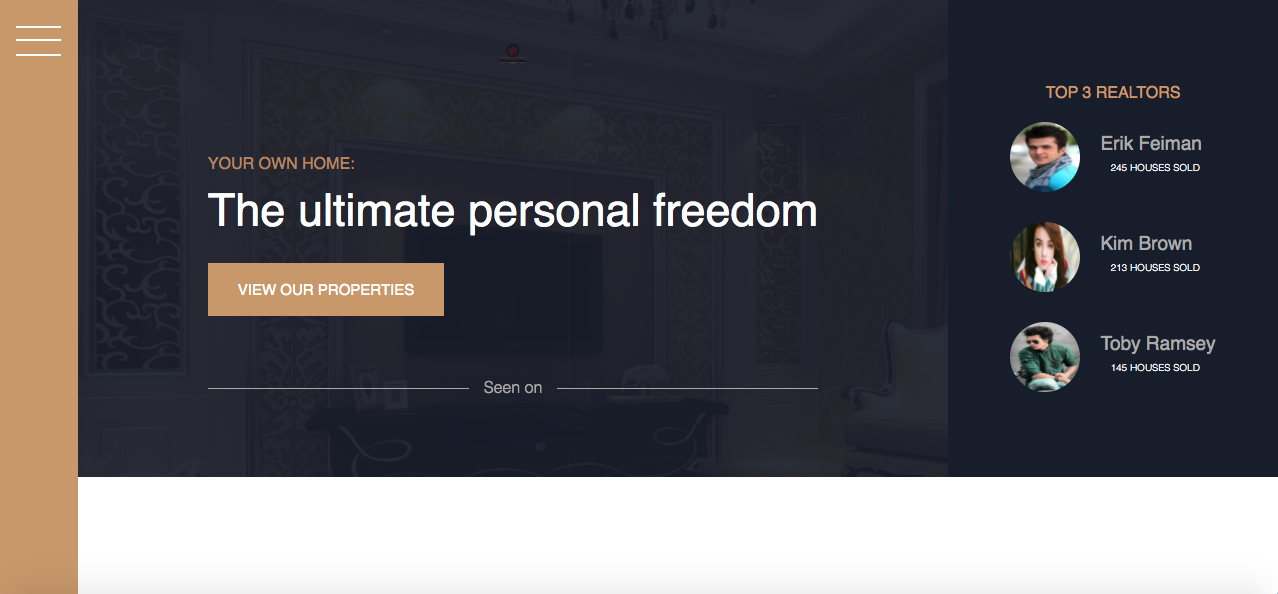 YOUR OWN HOME:
The ultimate personal freedom
VIEW OUR PROPERTIES
Seen on
TOP 3 REALTORS
Erik Feiman
245 HOUSES SOLD
Kim Brown
213 HOUSES SOLD
Toby Ramsey
145 HOUSES SOLD